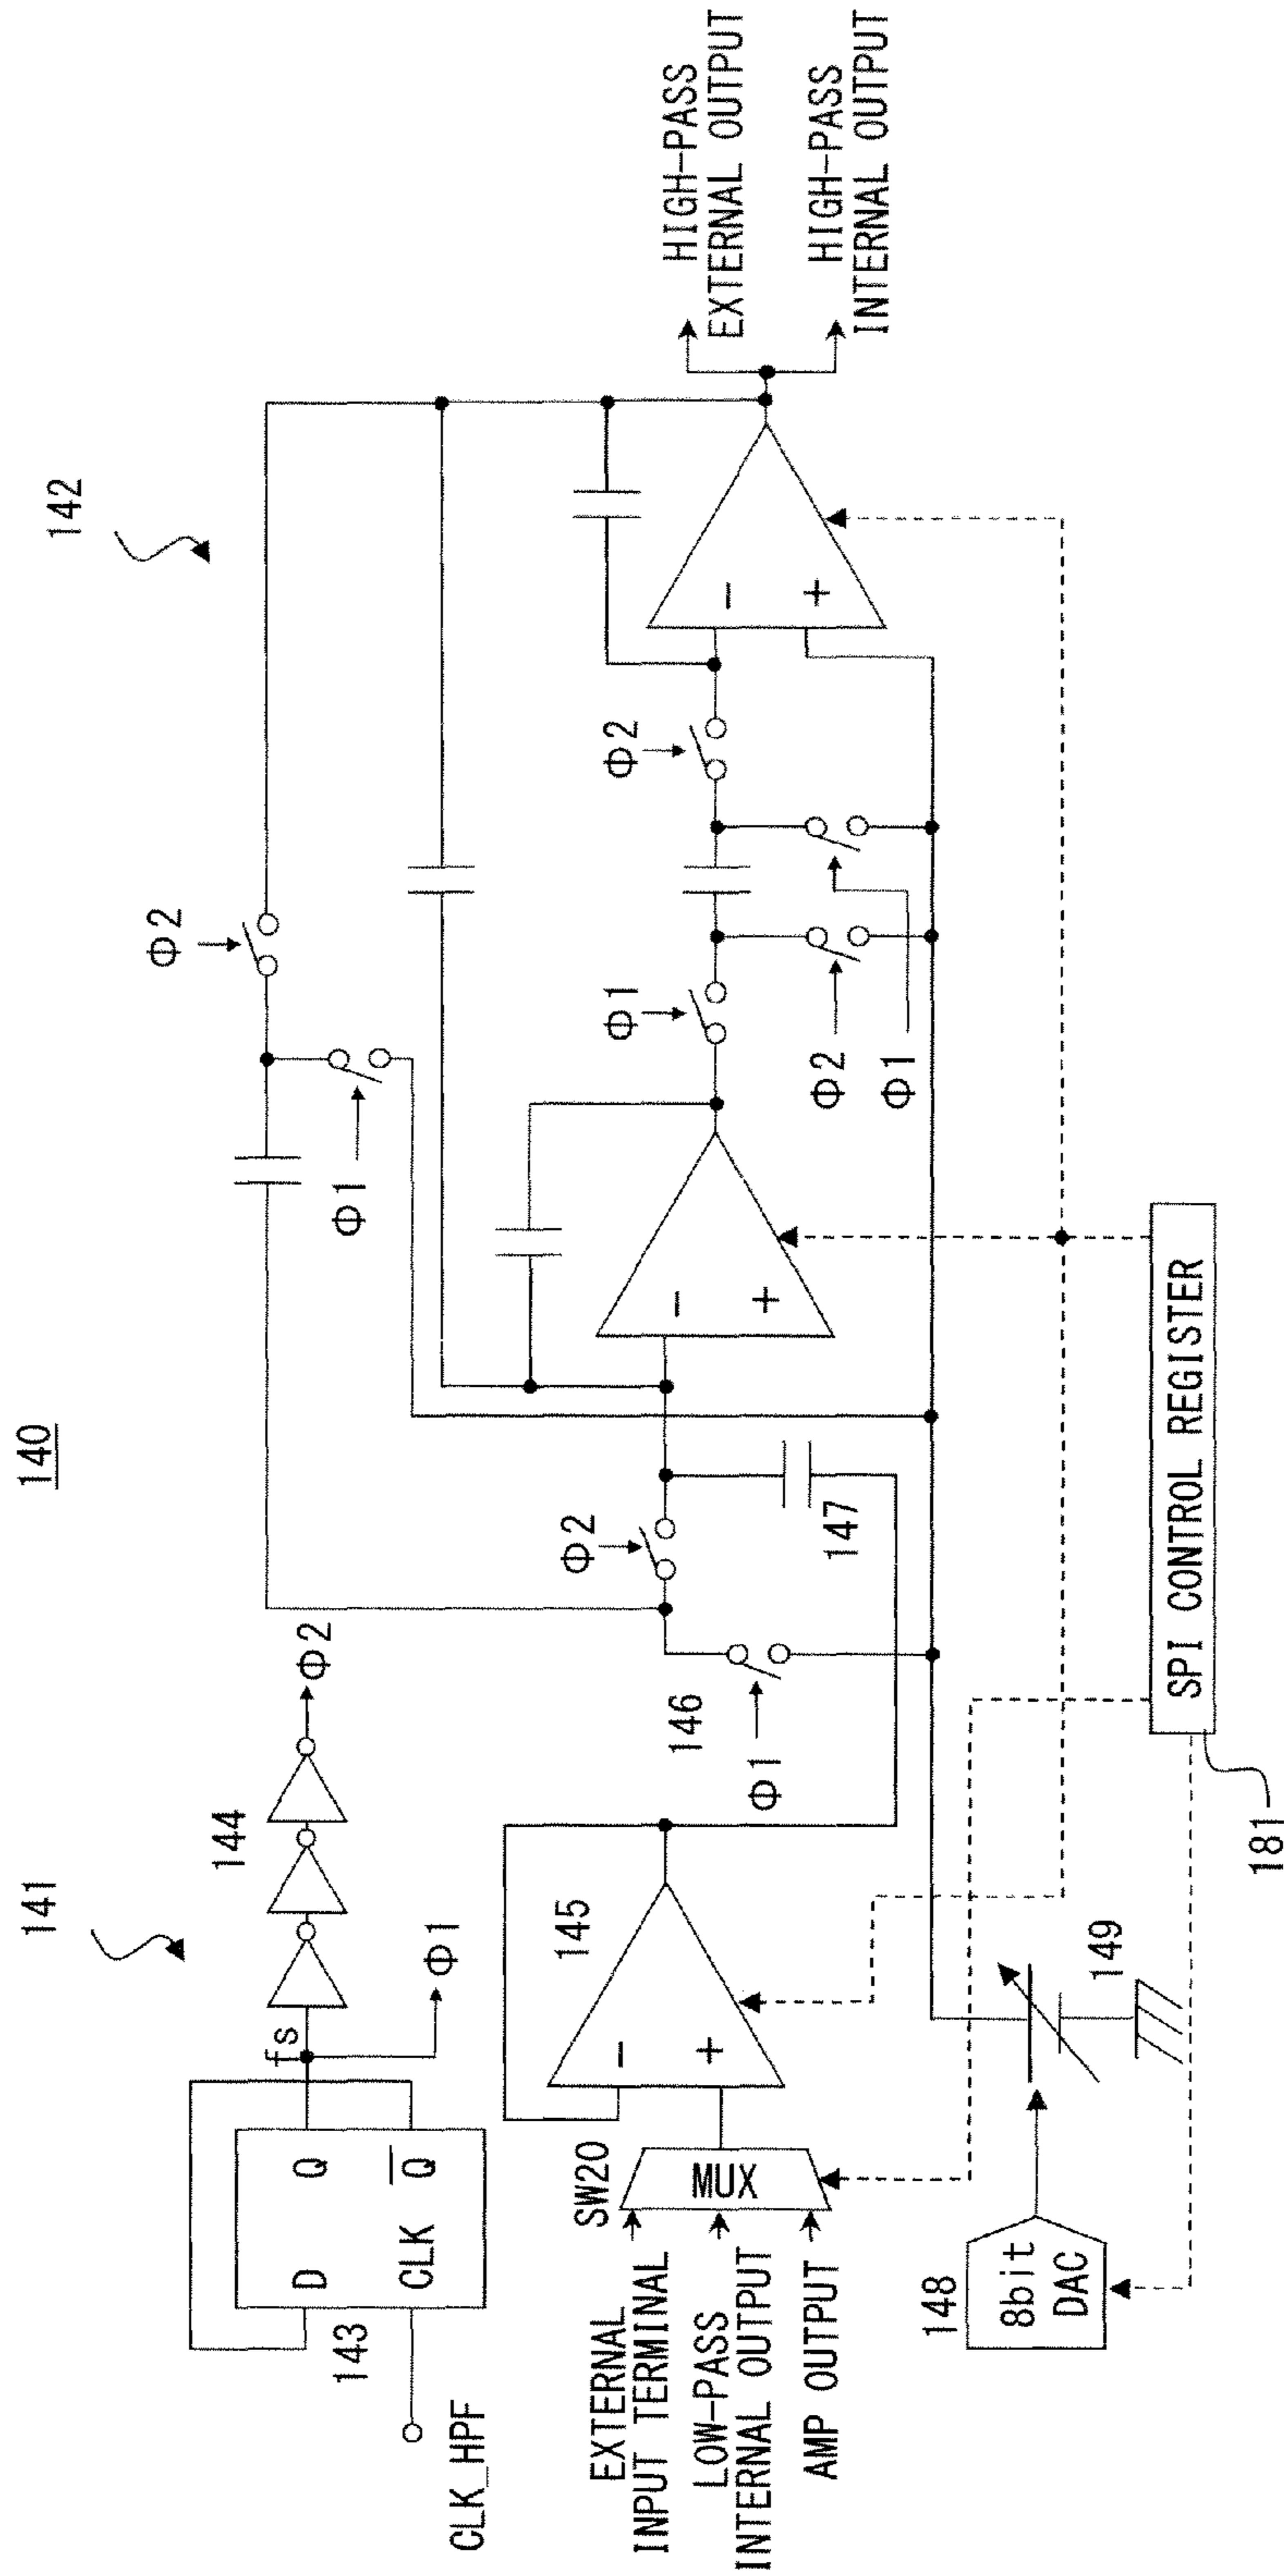 140
141
142
143
D
Q
CLK
Q
fs
144
Φ2
Φ1
CLK_HPF
EXTERNAL
INPUT TERMINAL
LOW-PASS
INTERNAL OUTPUT
AMP OUTPUT
SW20
MUX
145
-
+
146
Φ1
Φ2
147
-
+
Φ1
Φ2
Φ1
Φ2
Φ1
Φ2
-
+
HIGH-PASS
EXTERNAL OUTPUT
HIGH-PASS
INTERNAL OUTPUT
148
8bit
DAC
149
SPI CONTROL REGISTER
181